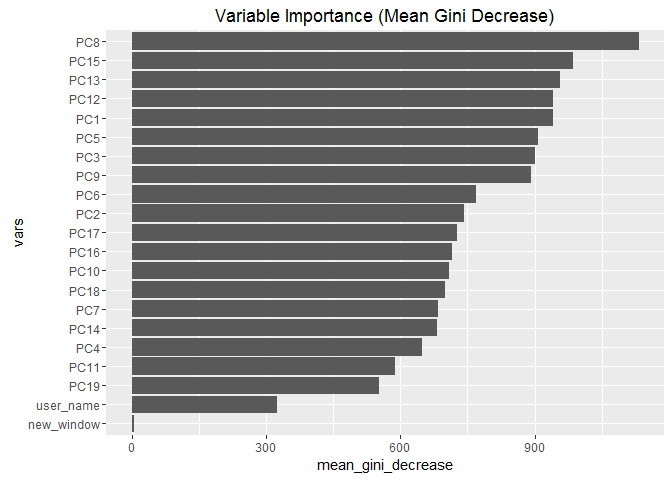 Variable Importance (Mean Gini Decrease)
PC8
PC15
PC13
PC12
PC1
PC5
PC3
PC9
PC6
PC2
PC17
PC16
PC10
PC18
PC7
PC14
PC4
PC11
PC19
user_name
new_window
vars
0 300 600 900
mean_gini_decrease